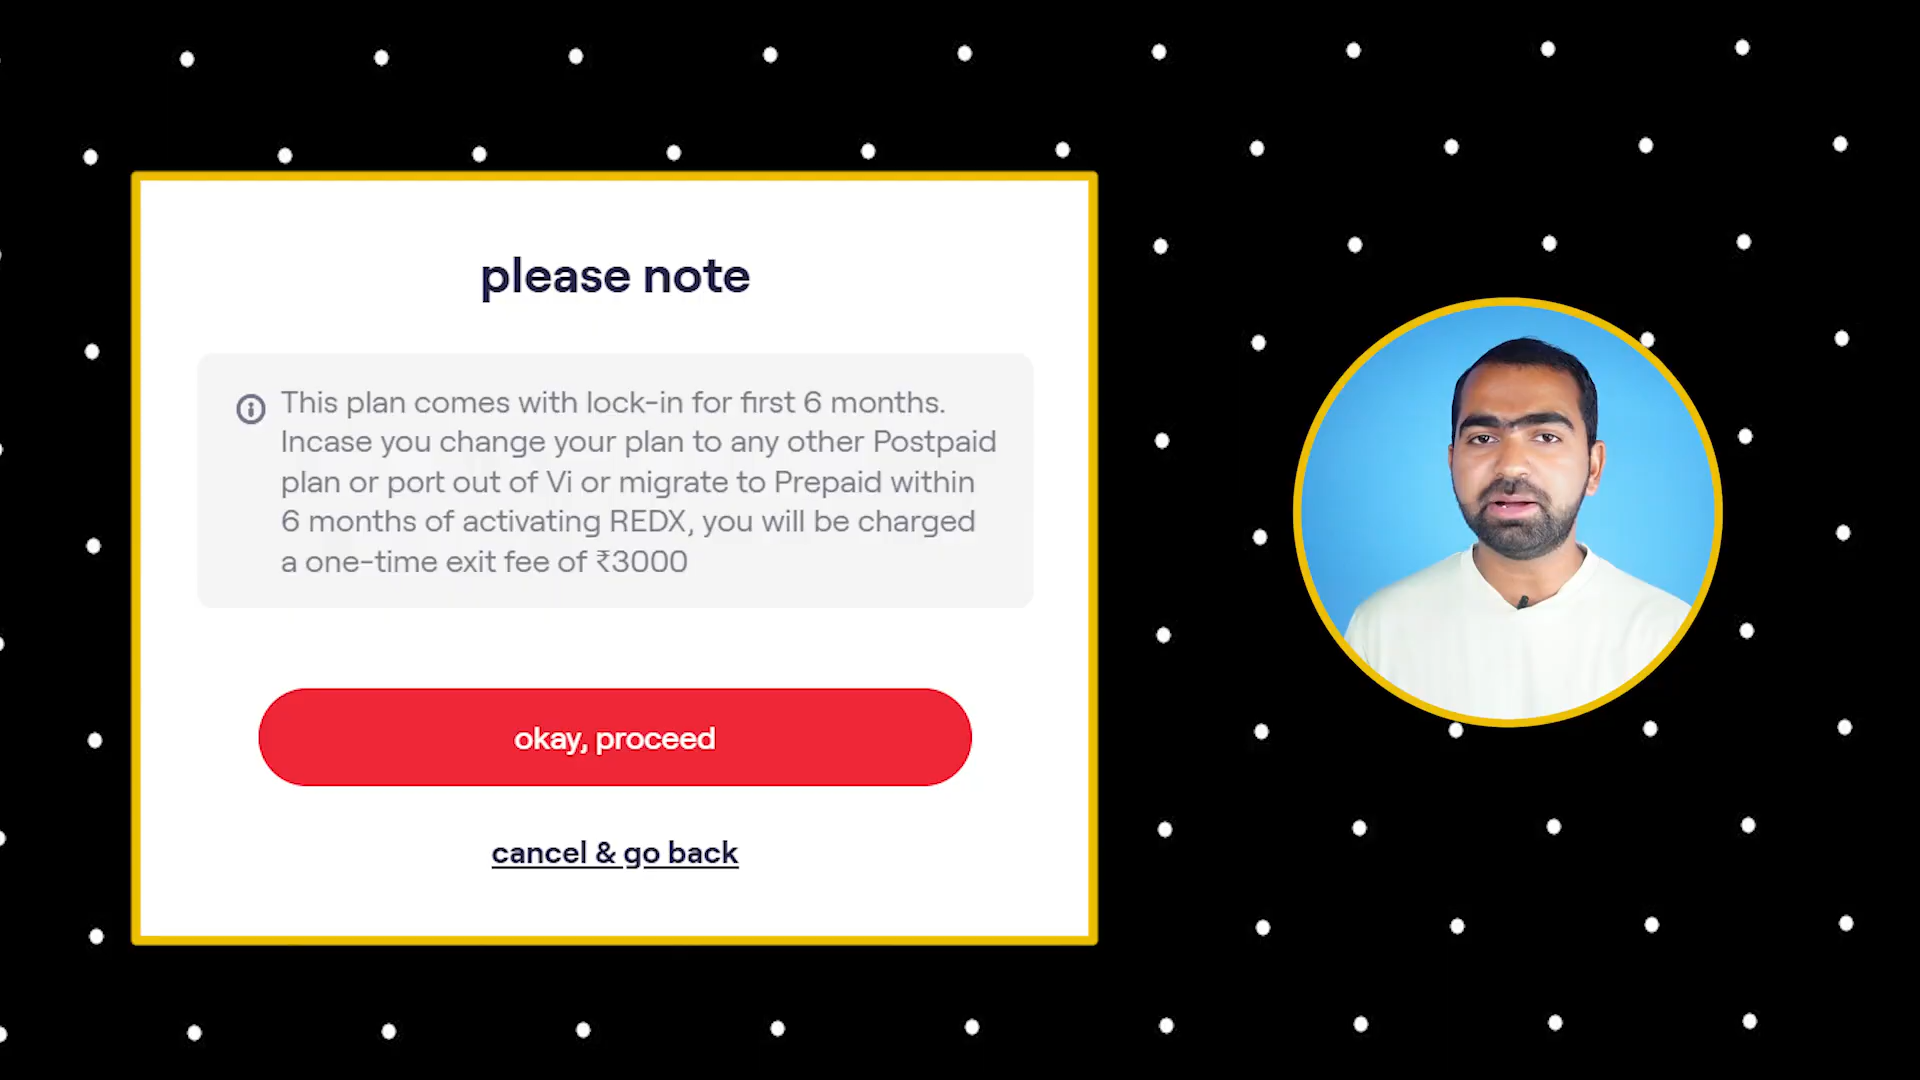 please note
This plan comes with lock-in for first 6 months.
Incase you change your plan to any other Postpaid
plan or port out of Vi or migrate to Prepaid within
6 months of activating REDX, you will be charged
a one-time exit fee of ₹3000
okay, proceed
cancel & go back